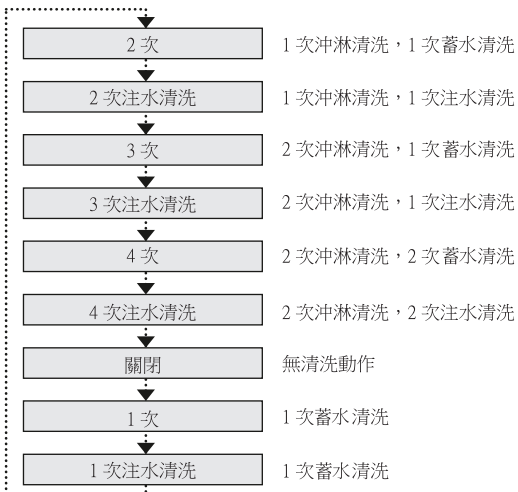 2 次 1 次沖淋清洗，1 次蓄水清洗
2 次注水清洗 1 次沖淋清洗，1 次注水清洗
3 次 2 次沖淋清洗，1 次蓄水清洗
3 次注水清洗 2 次沖淋清洗，1 次注水清洗
4 次 2 次沖淋清洗，2 次蓄水清洗
4 次注水清洗 2 次沖淋清洗，2 次注水清洗
關閉 無清洗動作
1 次 1 次蓄水清洗
1 次注水清洗 1 次蓄水清洗